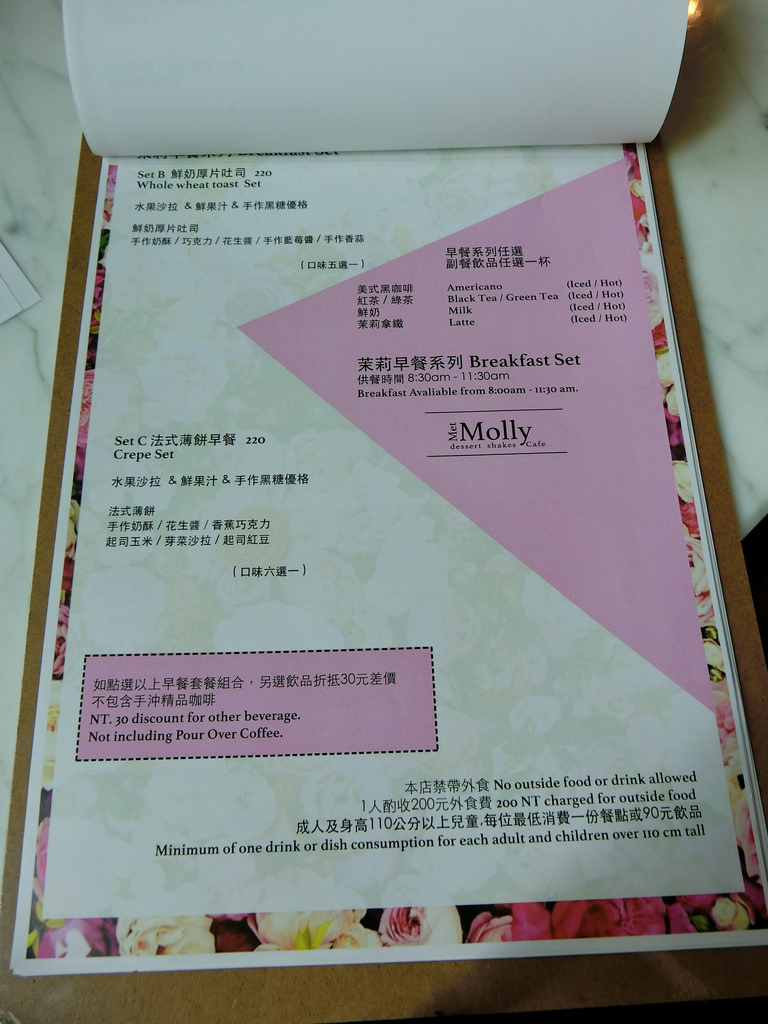 茉莉早餐系列 Breakfast Set
Set B 鮮奶厚片吐司 220
Whole wheat toast Set
水果沙拉 & 鮮果汁 & 手作黑糖優格
鮮奶厚片吐司
手作奶酥 / 巧克力 / 花生醬 / 手作藍莓醬 / 手作香蒜
( 口味五選一 )
早餐系列任選
副餐飲品任選一杯
美式黑咖啡 Americano (Iced / Hot)
紅茶 / 綠茶 Black Tea / Green Tea (Iced / Hot)
鮮奶 Milk (Iced / Hot)
茉莉拿鐵 Latte (Iced / Hot)
茉莉早餐系列 Breakfast Set
供餐時間 8:30am - 11:30am
Breakfast Avaliable from 8:00am - 11:30 am.
Met Molly
dessert shakes Cafe
Set C 法式薄餅早餐 220
Crepe Set
水果沙拉 & 鮮果汁 & 手作黑糖優格
法式薄餅
手作奶酥 / 花生醬 / 香蕉巧克力
起司玉米 / 芽菜沙拉 / 起司紅豆
( 口味六選一 )
如點選以上早餐套餐組合，另選飲品折抵30元差價
不包含手沖精品咖啡
NT. 30 discount for other beverage.
Not including Pour Over Coffee.
本店禁帶外食 No outside food or drink allowed
1人酌收200元外食費 200 NT charged for outside food
成人及身高110公分以上兒童,每位最低消費一份餐點或90元飲品
Minimum of one drink or dish consumption for each adult and children over 110 cm tall